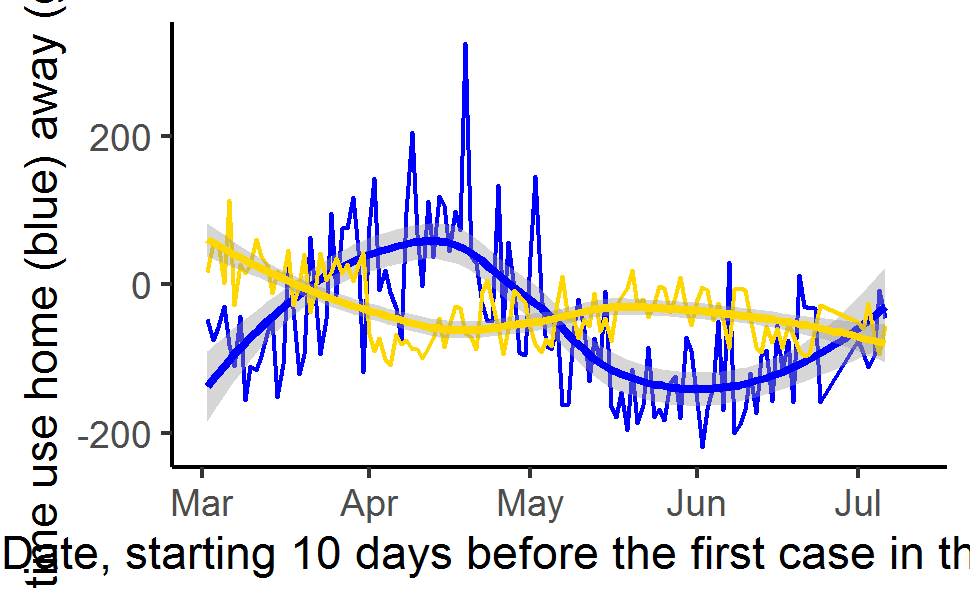 time use home (blue) away (g
200
0
-200
Mar Apr May Jun Jul
Date, starting 10 days before the first case in th